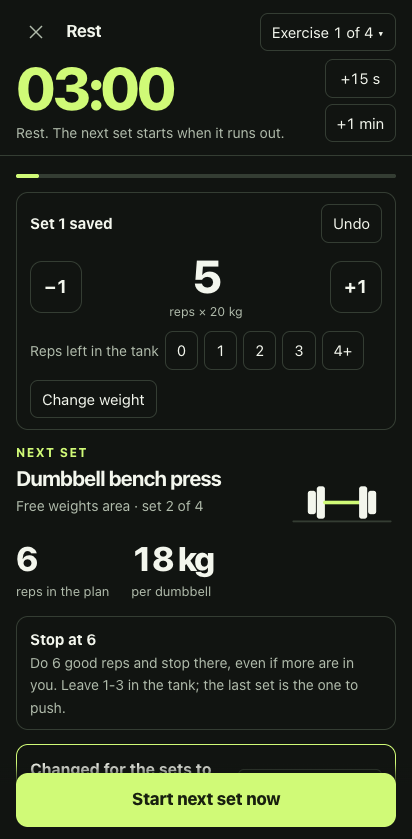 Rest
Exercise 1 of 4
03:00
+15 s
+1 min
Rest. The next set starts when it runs out.
Set 1 saved
Undo
−1
5
+1
reps × 20 kg
Reps left in the tank 0 1 2 3 4+
Change weight
NEXT SET
Dumbbell bench press
Free weights area · set 2 of 4
6 18 kg
reps in the plan per dumbbell
Stop at 6
Do 6 good reps and stop there, even if more are in
you. Leave 1-3 in the tank; the last set is the one to
push.
Changed for the sets to
Start next set now